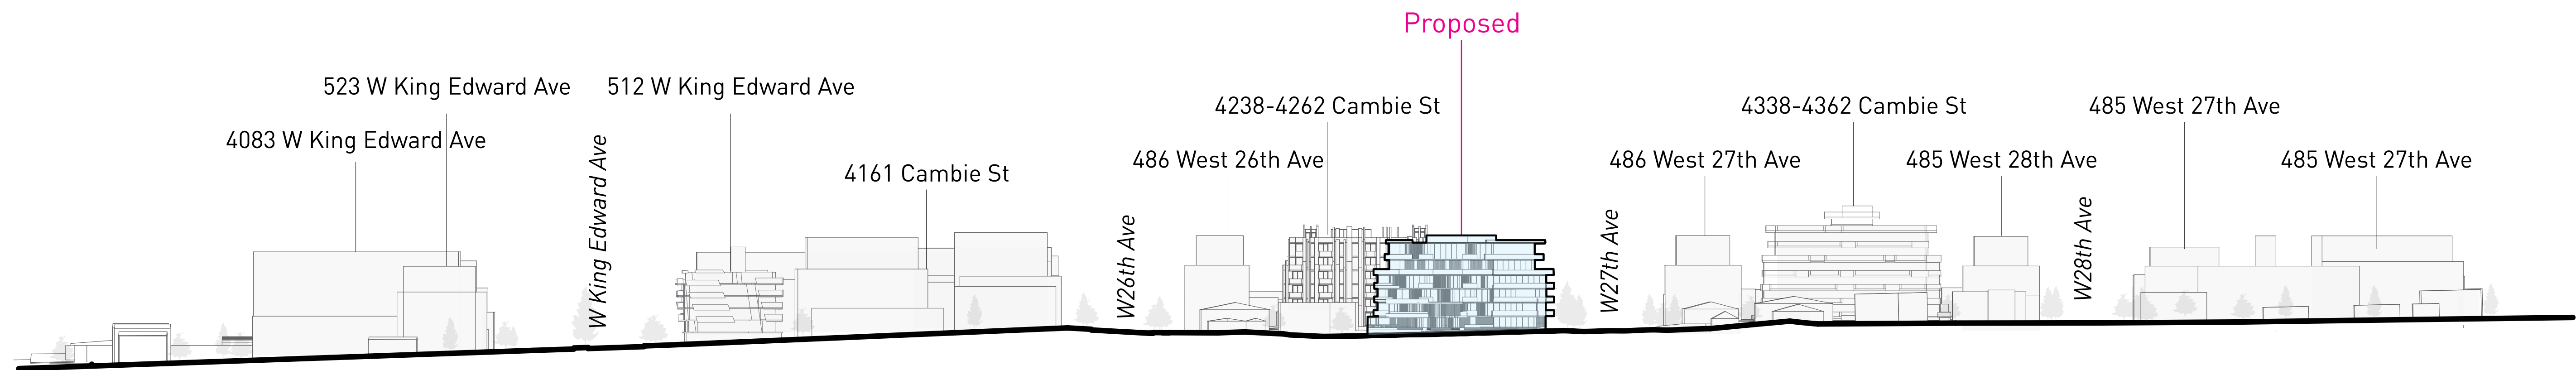 Proposed
523 W King Edward Ave
512 W King Edward Ave
4083 W King Edward Ave
W King Edward Ave
4161 Cambie St
W26th Ave
486 West 26th Ave
4238-4262 Cambie St
W27th Ave
486 West 27th Ave
4338-4362 Cambie St
485 West 28th Ave
W28th Ave
485 West 27th Ave
485 West 27th Ave